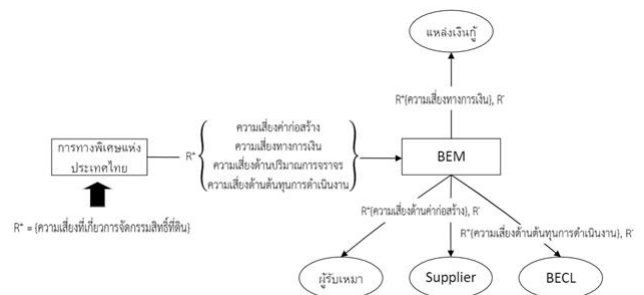 แหล่งเงินกู้
R⁺{ความเสี่ยงทางการเงิน}, R⁻
การทางพิเศษแห่ง
ประเทศไทย
R⁺
ความเสี่ยงค่าก่อสร้าง
ความเสี่ยงทางการเงิน
ความเสี่ยงด้านปริมาณการจราจร
ความเสี่ยงด้านต้นทุนการดำเนินงาน
BEM
R⁺ = {ความเสี่ยงที่เกี่ยวการจัดกรรมสิทธิ์ที่ดิน}
R⁺{ความเสี่ยงด้านค่าก่อสร้าง}, R⁻
R⁺{ความเสี่ยงด้านต้นทุนการดำเนินงาน}, R⁻
ผู้รับเหมา
Supplier
BECL